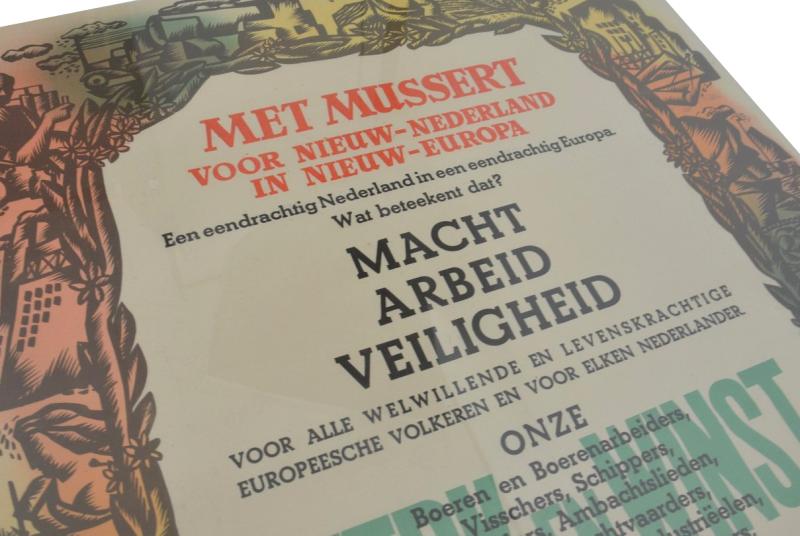 MET MUSSERT
VOOR NIEUW-NEDERLAND
IN NIEUW-EUROPA
Een eendrachtig Nederland in een eendrachtig Europa.
Wat beteekent dat?
MACHT
ARBEID
VEILIGHEID
VOOR ALLE WELWILLENDE EN LEVENSKRACHTIGE
EUROPEESCHE VOLKEREN EN VOOR ELKEN NEDERLANDER
ONZE
Boeren en Boerenarbeiders,
Visschers, Schippers,
Ambachtslieden,